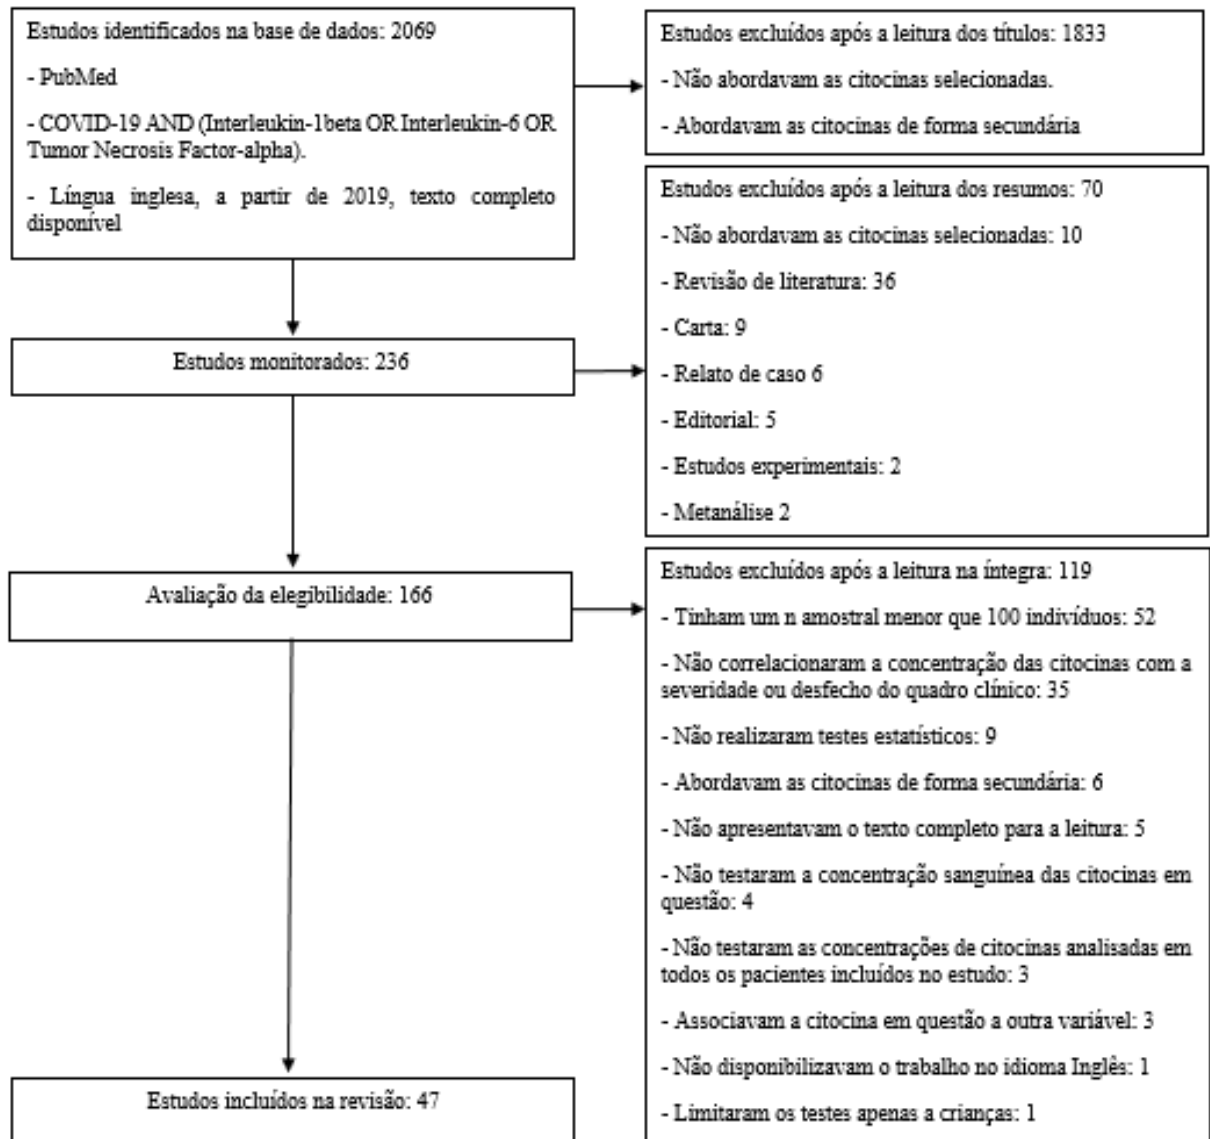 Estudos identificados na base de dados: 2069
- PubMed
- COVID-19 AND (Interleukin-1beta OR Interleukin-6 OR
Tumor Necrosis Factor-alpha).
- Língua inglesa, a partir de 2019, texto completo
disponível
Estudos excluídos após a leitura dos títulos: 1833
- Não abordavam as citocinas selecionadas.
- Abordavam as citocinas de forma secundária
Estudos monitorados: 236
Estudos excluídos após a leitura dos resumos: 70
- Não abordavam as citocinas selecionadas: 10
- Revisão de literatura: 36
- Carta: 9
- Relato de caso 6
- Editorial: 5
- Estudos experimentais: 2
- Metanálise 2
Avaliação da elegibilidade: 166
Estudos excluídos após a leitura na íntegra: 119
- Tinham um n amostral menor que 100 indivíduos: 52
- Não correlacionaram a concentração das citocinas com a
severidade ou desfecho do quadro clínico: 35
- Não realizaram testes estatísticos: 9
- Abordavam as citocinas de forma secundária: 6
- Não apresentavam o texto completo para a leitura: 5
- Não testaram a concentração sanguínea das citocinas em
questão: 4
- Não testaram as concentrações de citocinas analisadas em
todos os pacientes incluídos no estudo: 3
- Associavam a citocina em questão a outra variável: 3
- Não disponibilizavam o trabalho no idioma Inglês: 1
- Limitaram os testes apenas a crianças: 1
Estudos incluídos na revisão: 47